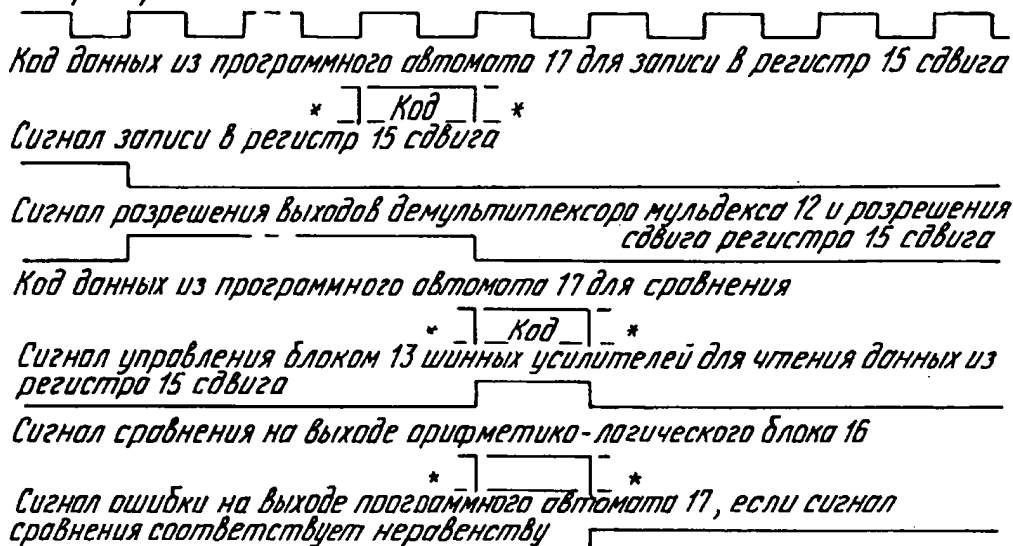 Код данных из программного автомата 17 для записи в регистр 15 сдвига
* Код *
Сигнал записи в регистр 15 сдвига
Сигнал разрешения выходов демультиплексора мульдекса 12 и разрешения
сдвига регистра 15 сдвига
Код данных из программного автомата 17 для сравнения
* Код *
Сигнал управления блоком 13 шинных усилителей для чтения данных из
регистра 15 сдвига
Сигнал сравнения на выходе арифметико-логического блока 16
* *
Сигнал ошибки на выходе программного автомата 17, если сигнал
сравнения соответствует неравенству